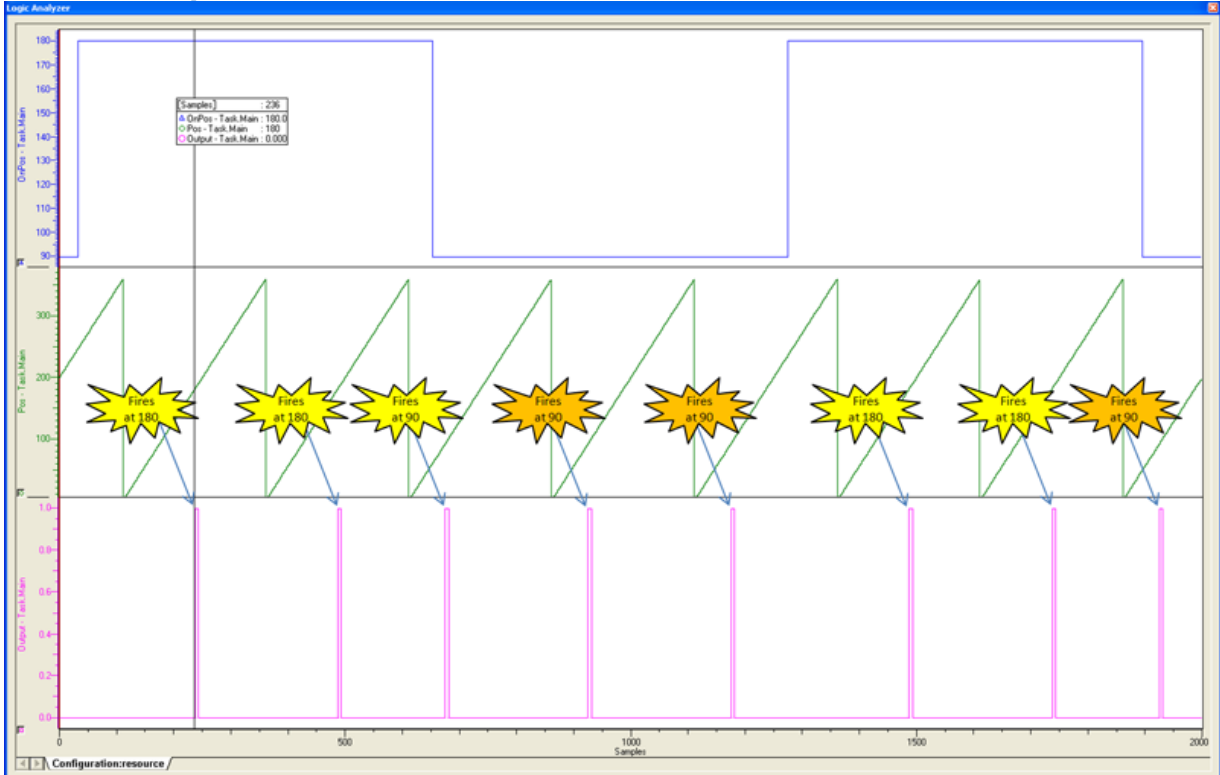 Logic Analyzer
180
170
160
150
140
130
120
110
100
90
OnPos - Task.Main
[Samples] : 236
OnPos - Task.Main : 180.0
Pos - Task.Main : 180
Output - Task.Main : 0.000
300
200
100
Pos - Task.Main
Fires
at 180
Fires
at 180
Fires
at 90
Fires
at 90
Fires
at 90
Fires
at 180
Fires
at 180
Fires
at 90
1.0
0.8
0.6
0.4
0.2
0.0
Output - Task.Main
0
500
1000
1500
2000
Samples
Configuration:resource